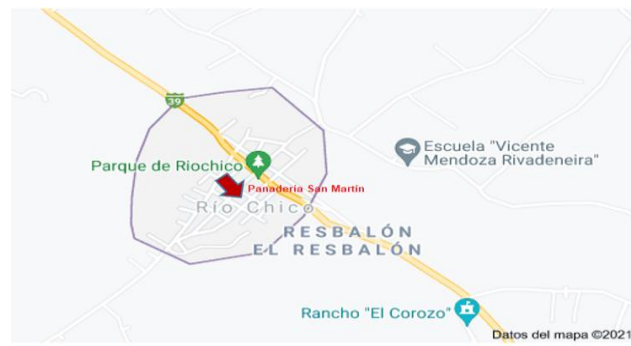 39
Escuela "Vicente
Mendoza Rivadeneira"
Parque de Riochico
Panadería San Martín
Río Chico
RESBALÓN
EL RESBALÓN
Rancho "El Corozo"
Datos del mapa ©2021